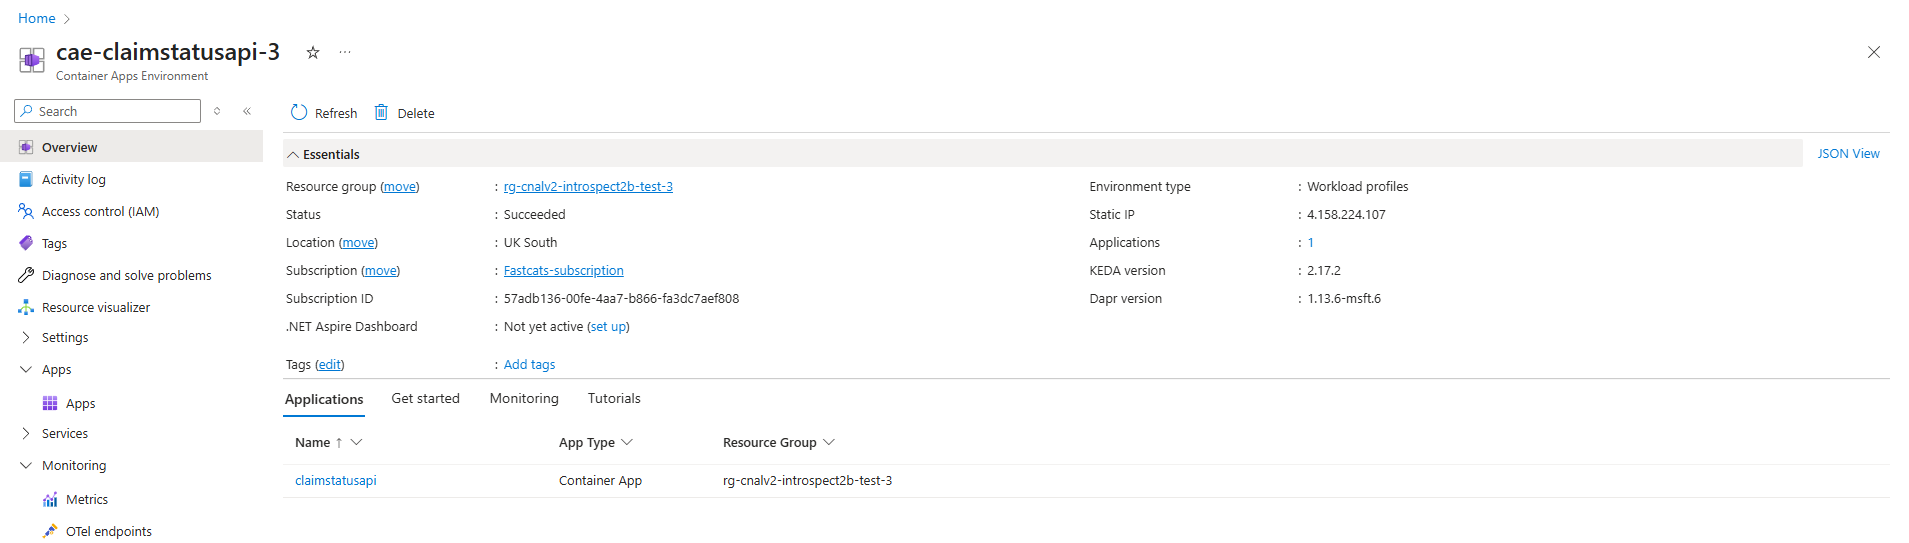 Home
cae-claimstatusapi-3
Container Apps Environment
Search
Refresh Delete
Overview
Activity log
Access control (IAM)
Tags
Diagnose and solve problems
Resource visualizer
Settings
Apps
Apps
Services
Monitoring
Metrics
OTel endpoints
Essentials
JSON View
Resource group (move) : rg-cnalv2-introspect2b-test-3
Status : Succeeded
Location (move) : UK South
Subscription (move) : Fastcats-subscription
Subscription ID : 57adb136-00fe-4aa7-b866-fa3dc7aef808
.NET Aspire Dashboard : Not yet active (set up)
Environment type : Workload profiles
Static IP : 4.158.224.107
Applications : 1
KEDA version : 2.17.2
Dapr version : 1.13.6-msft.6
Tags (edit) : Add tags
Applications Get started Monitoring Tutorials
Name ↑ App Type Resource Group
claimstatusapi Container App rg-cnalv2-introspect2b-test-3